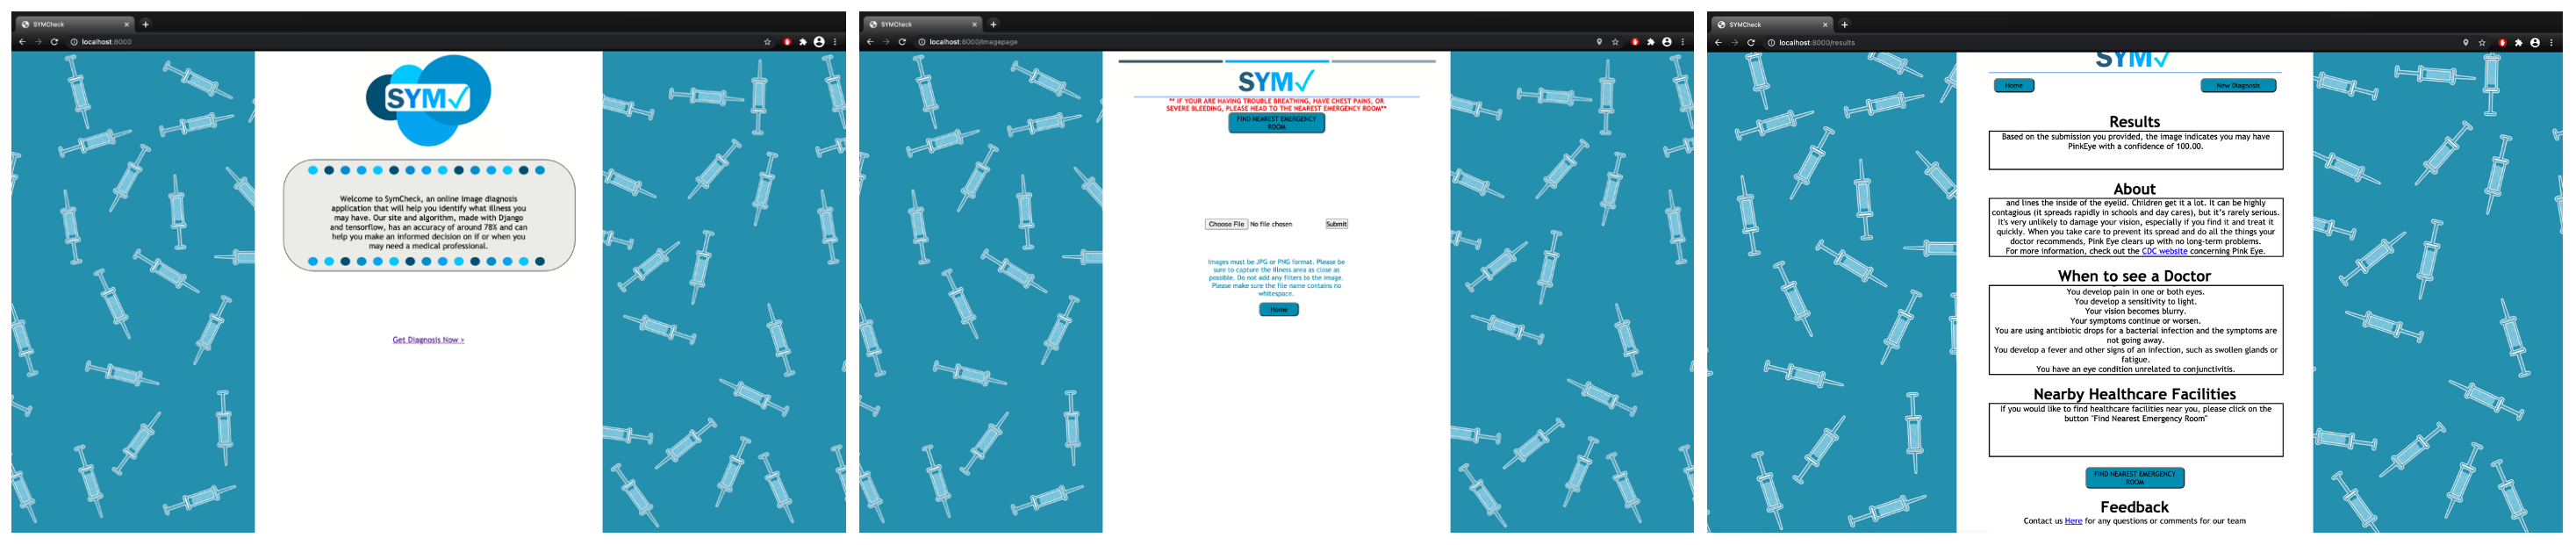 SYMCheck
localhost:8000
SYM
Welcome to SymCheck, an online image diagnosis
application that will help you identify what illness you
may have. Our site and algorithm, made with Django
and tensorflow, has an accuracy of around 78% and can
help you make an informed decision on if or when you
may need a medical professional.
Get Diagnosis Now >
SYMCheck
localhost:8000/imagepage
SYM
** IF YOUR ARE HAVING TROUBLE BREATHING, HAVE CHEST PAINS, OR
SEVERE BLEEDING, PLEASE HEAD TO THE NEAREST EMERGENCY ROOM**
FIND NEAREST EMERGENCY
ROOM
Choose File No file chosen Submit
Images must be JPG or PNG format. Please be
sure to capture the illness area as close as
possible. Do not add any filters to the image.
Please make sure the file name contains no
whitespace.
Home
SYMCheck
localhost:8000/results
SYM
Home New Diagnosis
Results
Based on the submission you provided, the image indicates you may have
PinkEye with a confidence of 100.00.
About
and lines the inside of the eyelid. Children get it a lot. It can be highly
contagious (it spreads rapidly in schools and day cares), but it's rarely serious.
It's very unlikely to damage your vision, especially if you find it and treat it
quickly. When you take care to prevent its spread and do all the things your
doctor recommends, Pink Eye clears up with no long-term problems.
For more information, check out the CDC website concerning Pink Eye.
When to see a Doctor
You develop pain in one or both eyes.
You develop a sensitivity to light.
Your vision becomes blurry.
Your symptoms continue or worsen.
You are using antibiotic drops for a bacterial infection and the symptoms are
not going away.
You develop a fever and other signs of an infection, such as swollen glands or
fatigue.
You have an eye condition unrelated to conjunctivitis.
Nearby Healthcare Facilities
If you would like to find healthcare facilities near you, please click on the
button "Find Nearest Emergency Room"
FIND NEAREST EMERGENCY
ROOM
Feedback
Contact us Here for any questions or comments for our team